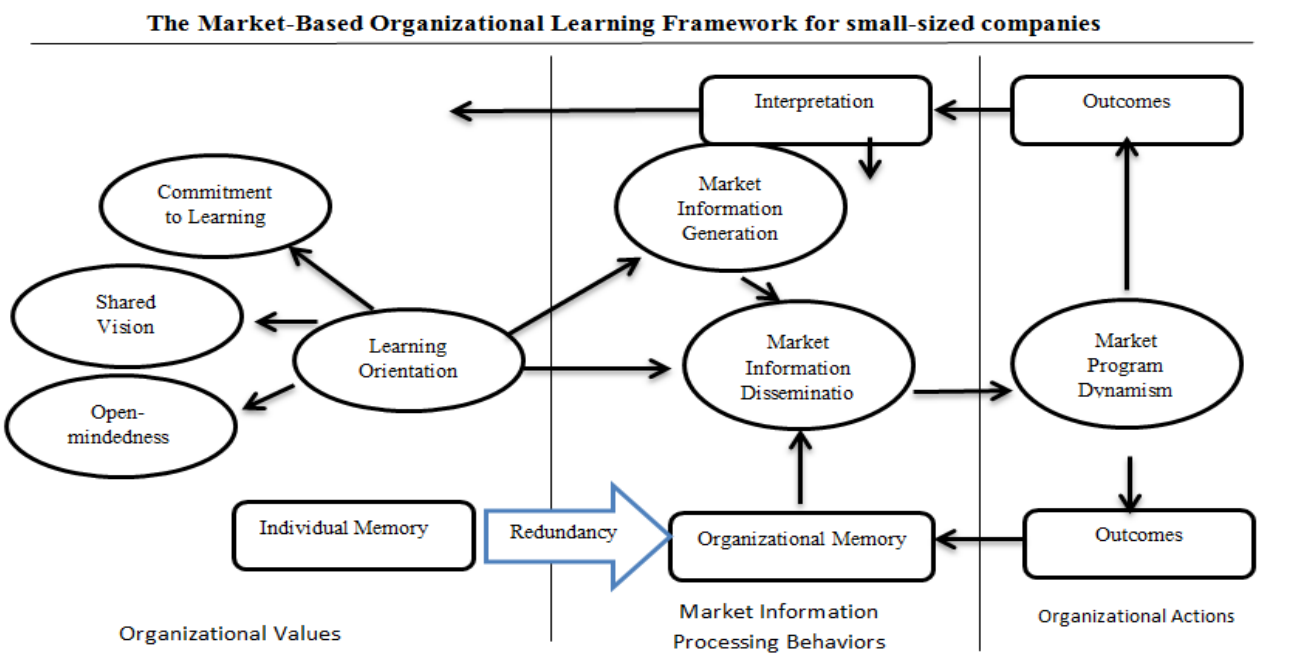 The Market-Based Organizational Learning Framework for small-sized companies
Interpretation
Outcomes
Commitment
to Learning
Market
Information
Generation
Shared
Vision
Learning
Orientation
Market
Information
Disseminatio
Market
Program
Dynamism
Open-
mindedness
Individual Memory
Redundancy
Organizational Memory
Outcomes
Organizational Values
Market Information
Processing Behaviors
Organizational Actions